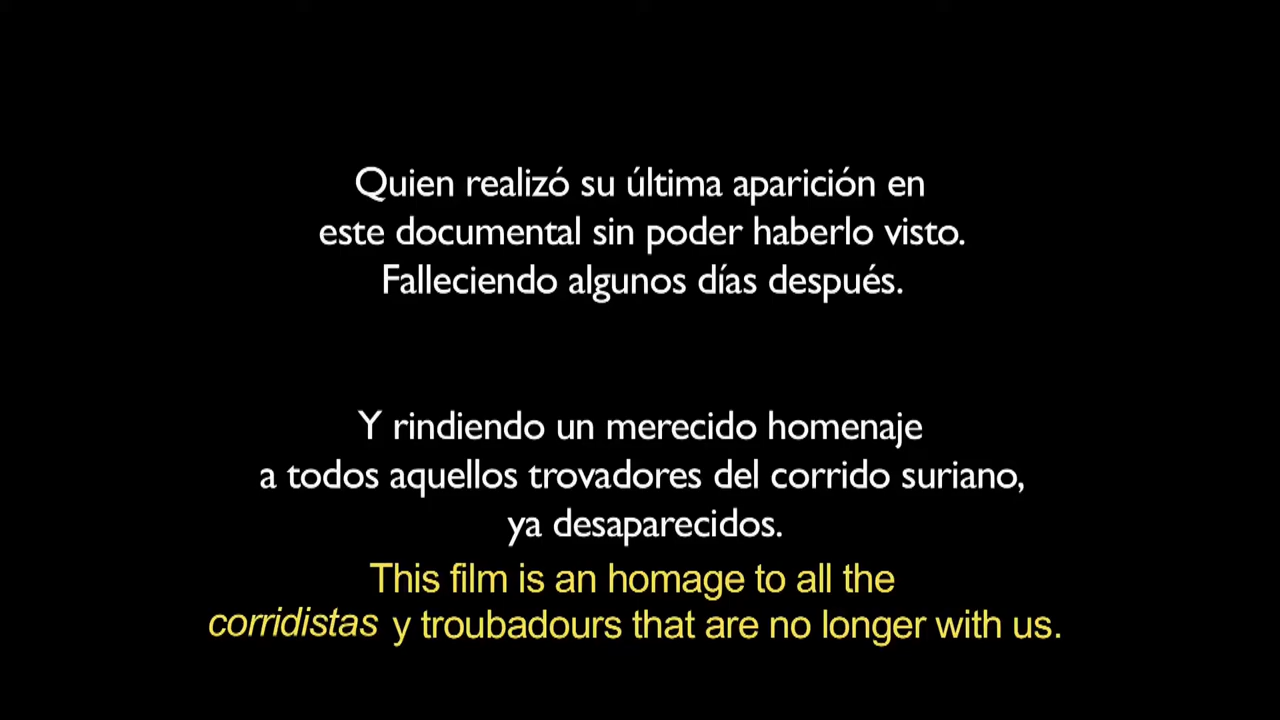 Quien realizó su última aparición en
este documental sin poder haberlo visto.
Falleciendo algunos días después.
Y rindiendo un merecido homenaje
a todos aquellos trovadores del corrido suriano,
ya desaparecidos.
This film is an homage to all the
corridistas y troubadours that are no longer with us.